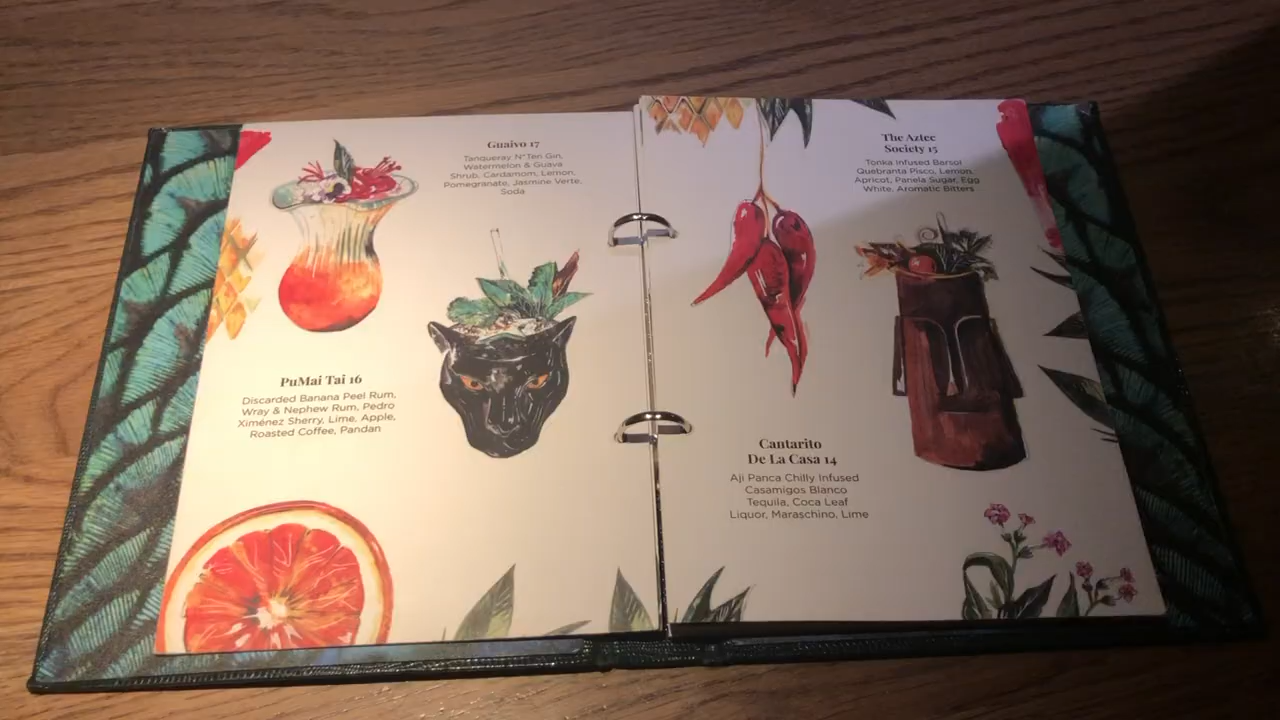 Guaivo 17
Tanqueray Nº Ten Gin,
Watermelon & Guava
Shrub, Cardamom, Lemon,
Pomegranate, Jasmine Verte,
Soda
PuMai Tai 16
Discarded Banana Peel Rum,
Wray & Nephew Rum, Pedro
Ximénez Sherry, Lime, Apple,
Roasted Coffee, Pandan
The Aztec
Society 15
Tonka Infused Barsol
Quebranta Pisco, Lemon,
Apricot, Panela Sugar, Egg
White, Aromatic Bitters
Cantarito
De La Casa 14
Aji Panca Chilly Infused
Casamigos Blanco
Tequila, Coca Leaf
Liquor, Maraschino, Lime